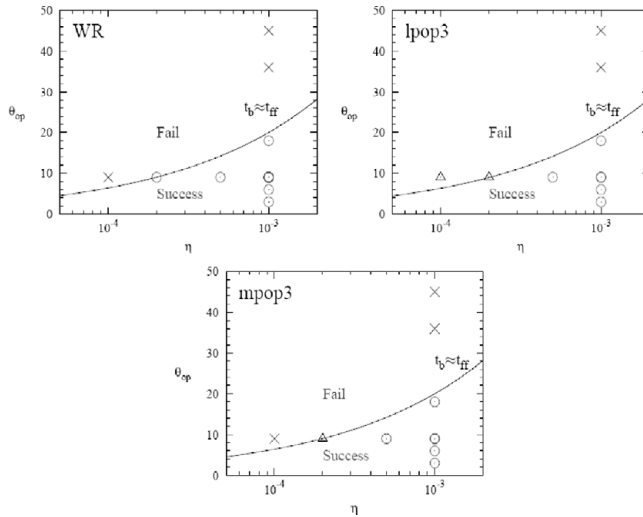 50
WR
40
30
θop
t_b≈t_ff
20
Fail
10
Success
0
10^-4
10^-3
η
50
lpop3
40
30
θop
t_b≈t_ff
20
Fail
10
Success
0
10^-4
10^-3
η
50
mpop3
40
30
θop
t_b≈t_ff
20
Fail
10
Success
0
10^-4
10^-3
η